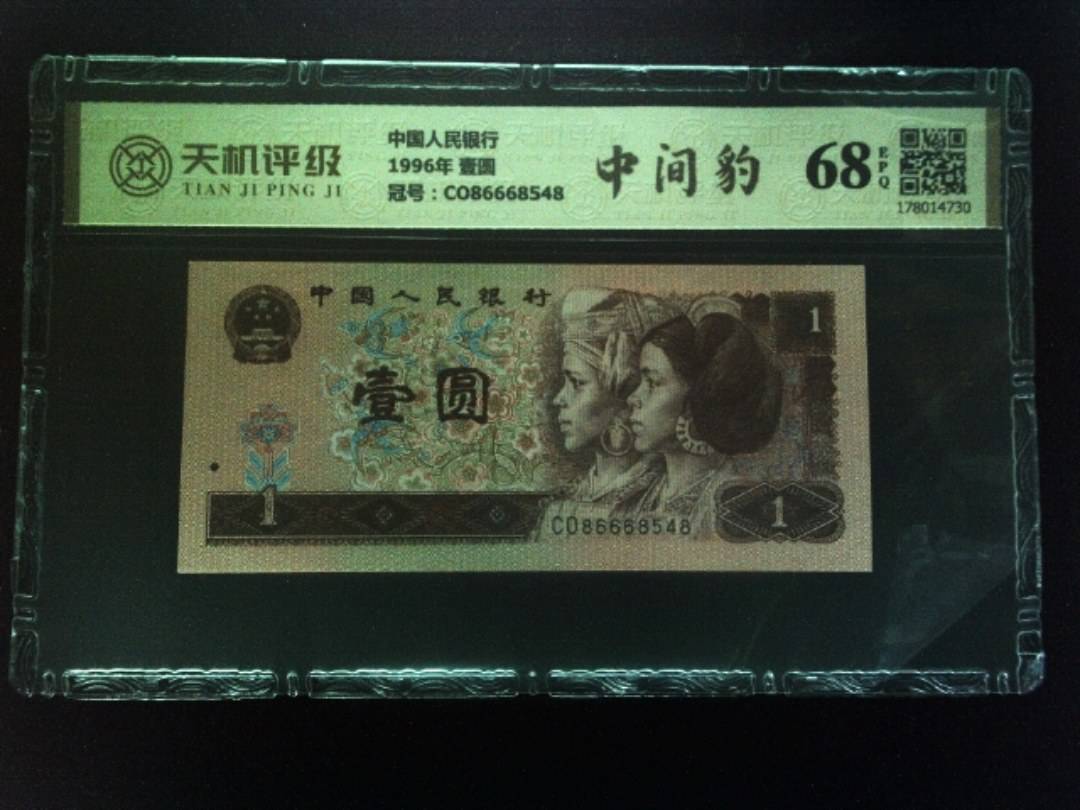 天机评级
TIAN JI PING JI
中国人民银行
1996年 壹圆
冠号：CO86668548
中间豹
68
EPQ
178014730
中国人民银行
1
壹圆
1
CO86668548
1